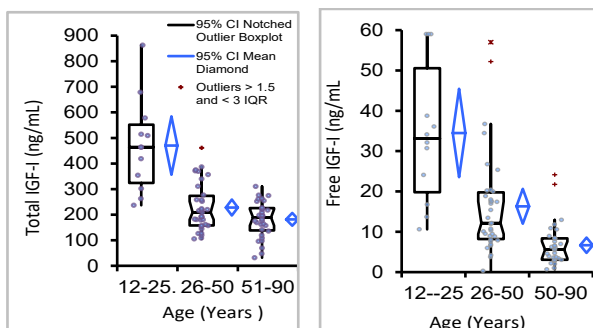 95% CI Notched
Outlier Boxplot
95% CI Mean
Diamond
Outliers > 1.5
and < 3 IQR
Total IGF-I (ng/mL)
900
800
700
600
500
400
300
200
100
0
12-25. 26-50 51-90
Age (Years )
Free IGF-I (ng/mL)
60
50
40
30
20
10
0
12--25 26-50 50-90
Age (Years)